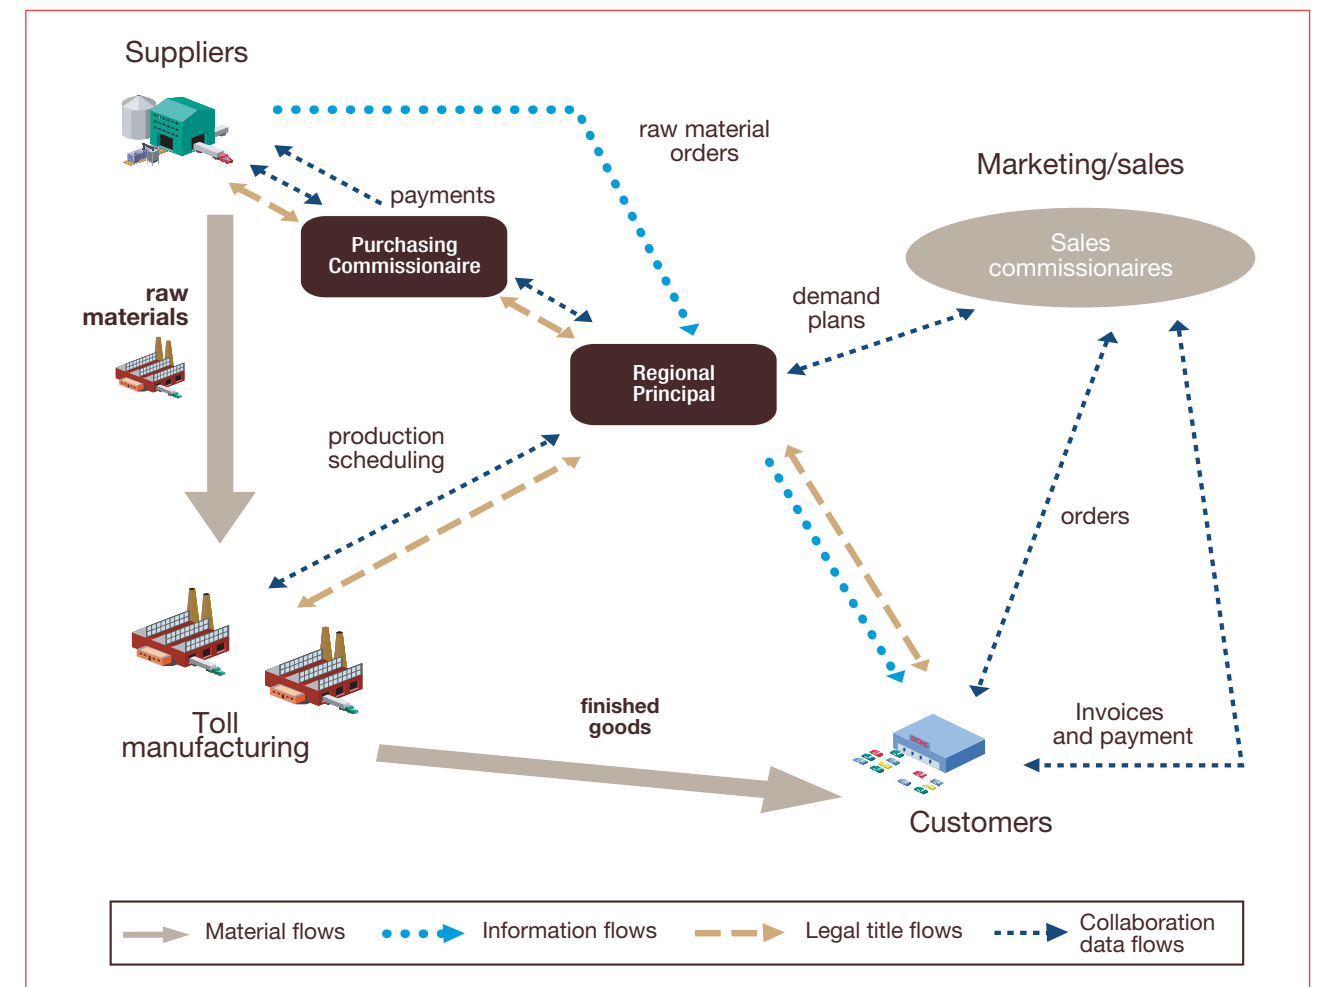 Suppliers
raw material
orders
Marketing/sales
payments
Purchasing
Commissionaire
Sales
commissionaires
raw
materials
demand
plans
Regional
Principal
production
scheduling
orders
finished
goods
Invoices
and payment
Toll
manufacturing
STORE
Customers
Material flows
Information flows
Legal title flows
Collaboration
data flows